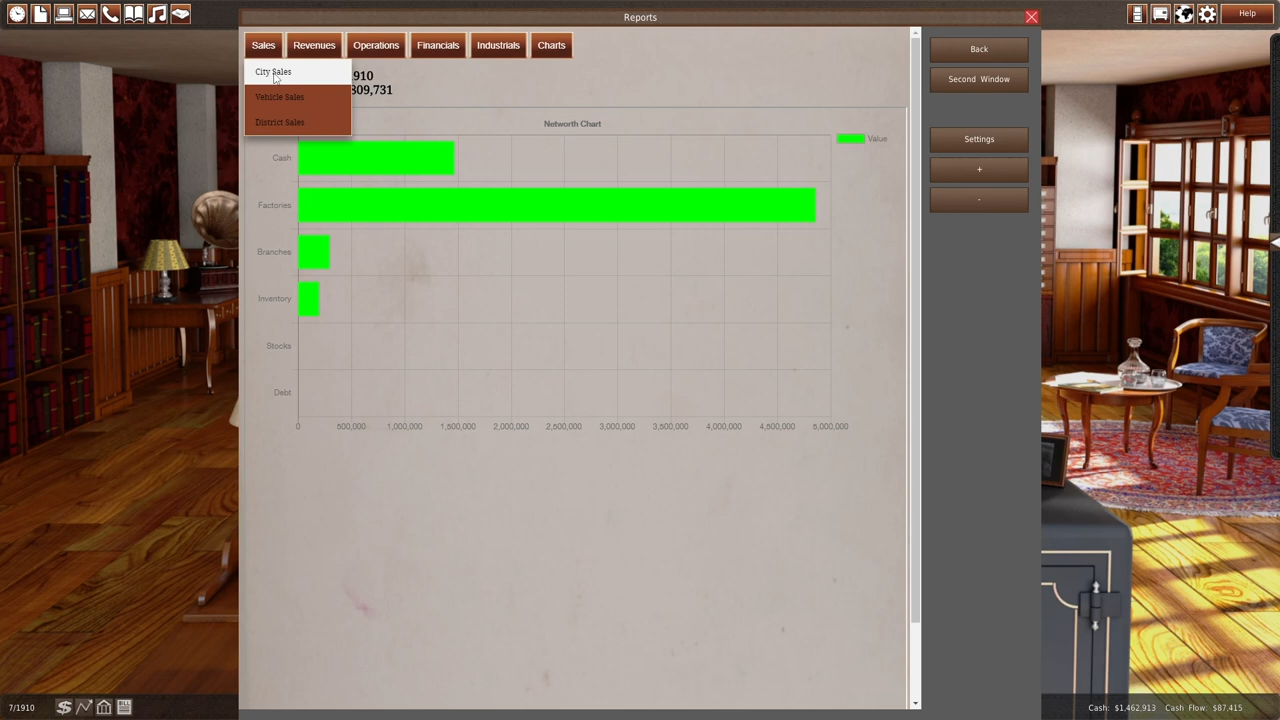 Reports
Help
Sales
Revenues
Operations
Financials
Industrials
Charts
City Sales
Vehicle Sales
District Sales
910
809,731
Back
Second Window
Settings
+
-
Networth Chart
Value
Cash
Factories
Branches
Inventory
Stocks
Debt
0 500,000 1,000,000 1,500,000 2,000,000 2,500,000 3,000,000 3,500,000 4,000,000 4,500,000 5,000,000
7/1910
Cash: $1,462,913 Cash Flow: $87,415